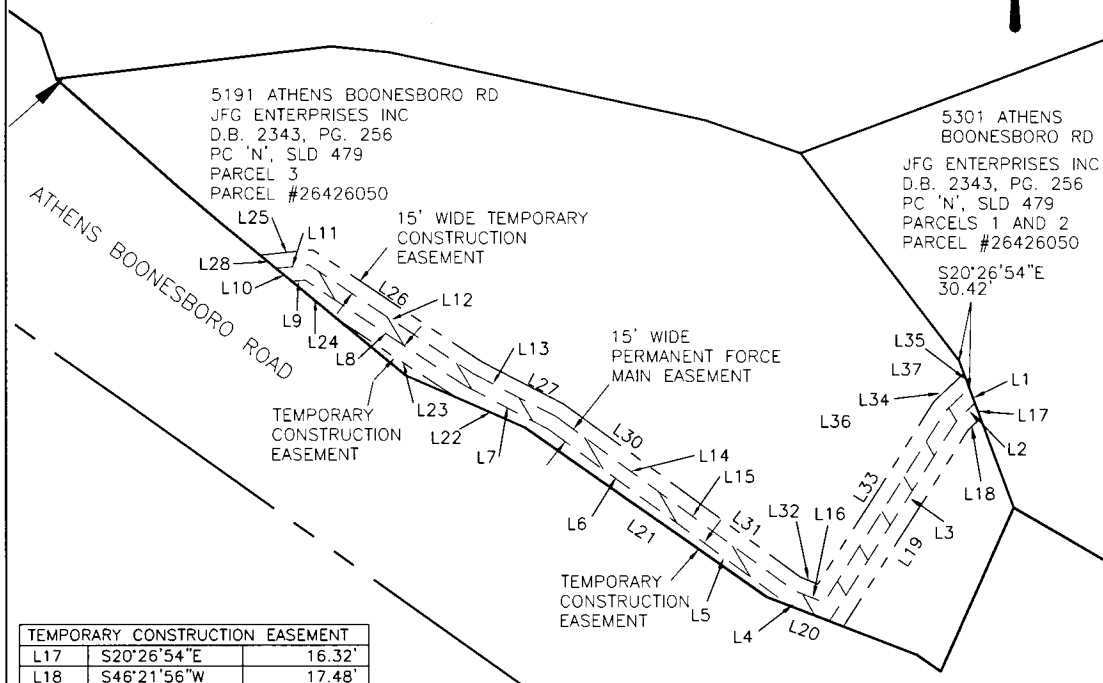 5191 ATHENS BOONESBORO RD
JFG ENTERPRISES INC
D.B. 2343, PG. 256
PC 'N', SLD 479
PARCEL 3
PARCEL #26426050
5301 ATHENS
BOONESBORO RD
JFG ENTERPRISES INC
D.B. 2343, PG. 256
PC 'N', SLD 479
PARCELS 1 AND 2
PARCEL #26426050
S20°26'54"E
30.42'
ATHENS BOONESBORO ROAD
15' WIDE TEMPORARY
CONSTRUCTION
EASEMENT
15' WIDE
PERMANENT FORCE
MAIN EASEMENT
TEMPORARY
CONSTRUCTION
EASEMENT
TEMPORARY
CONSTRUCTION
EASEMENT
L25
L11
L28
L10
L9
L24
L8
L26
L12
L13
L27
L23
L22
L7
L30
L14
L15
L6
L21
L31
L32
L16
L5
L4
L20
L33
L19
L3
L36
L34
L37
L35
L1
L17
L2
L18
TEMPORARY CONSTRUCTION EASEMENT
L17 S20°26'54"E 16.32'
L18 S46°21'56"W 17.48'